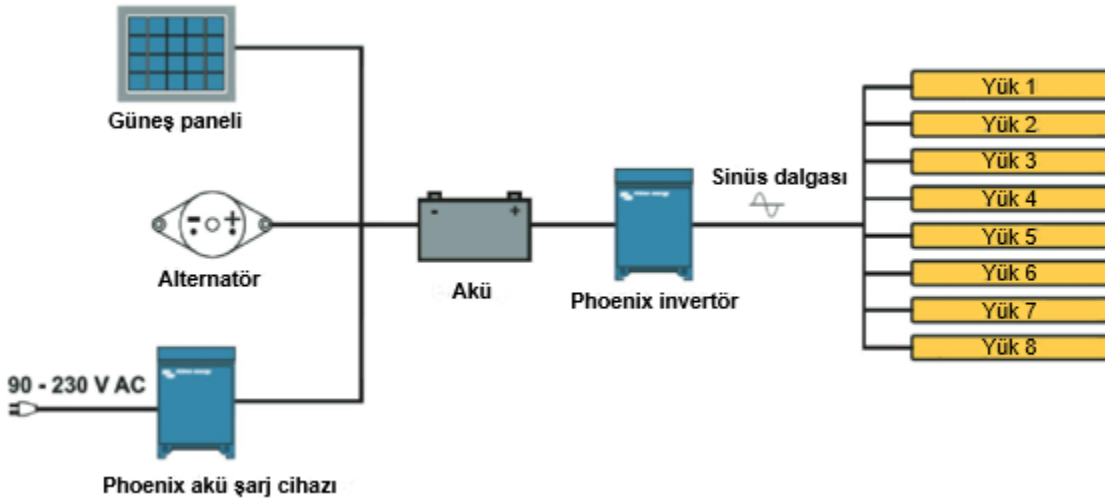 Güneş paneli
Alternatör
90 - 230 V AC
Phoenix akü şarj cihazı
-
+
Akü
Phoenix invertör
Sinüs dalgası
Yük 1
Yük 2
Yük 3
Yük 4
Yük 5
Yük 6
Yük 7
Yük 8